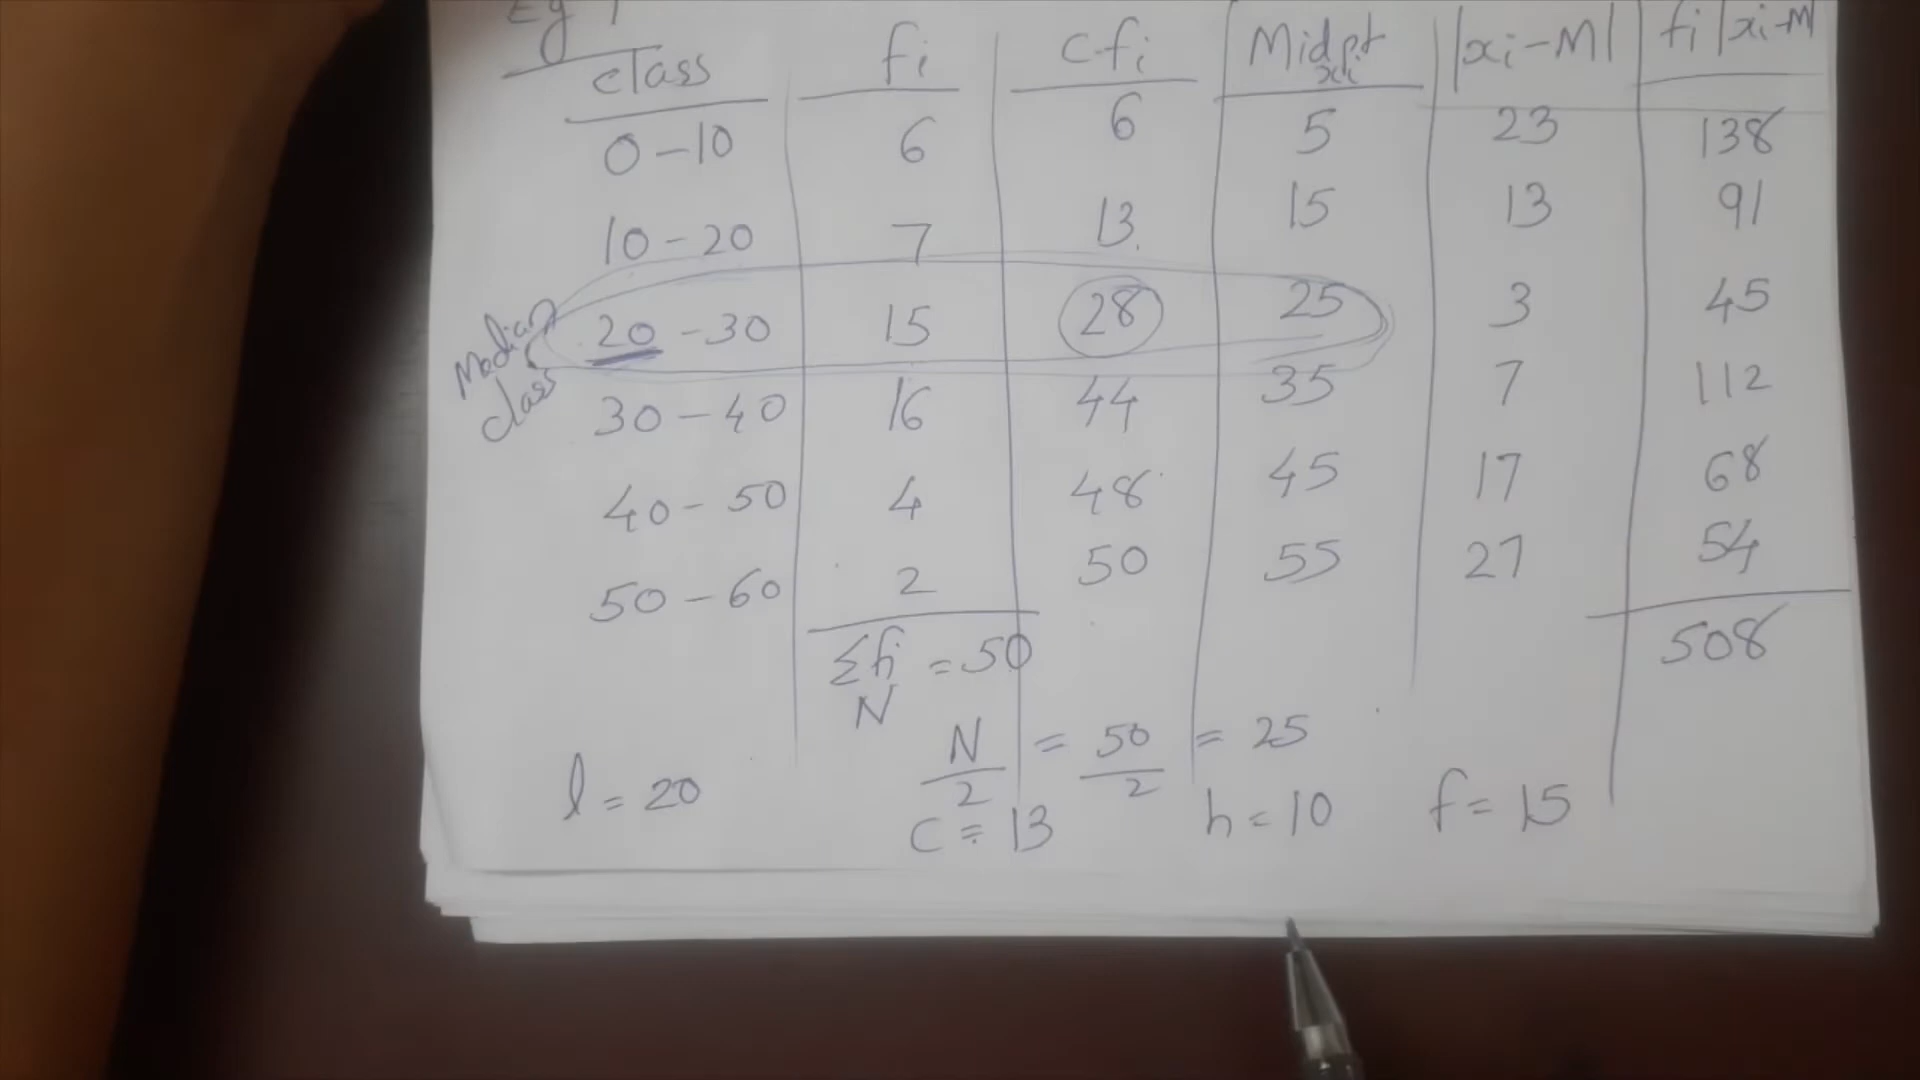 Eg 1
class fi cfi Midpt xi |xi-M| fi|xi-M
0-10 6 6 5 23 138
10-20 7 13 15 13 91
Median class 20-30 15 28 25 3 45
30-40 16 44 35 7 112
40-50 4 48 45 17 68
50-60 2 50 55 27 54
Σfi = 50 508
N
N/2 = 50/2 = 25
l = 20 C = 13 h = 10 f = 15